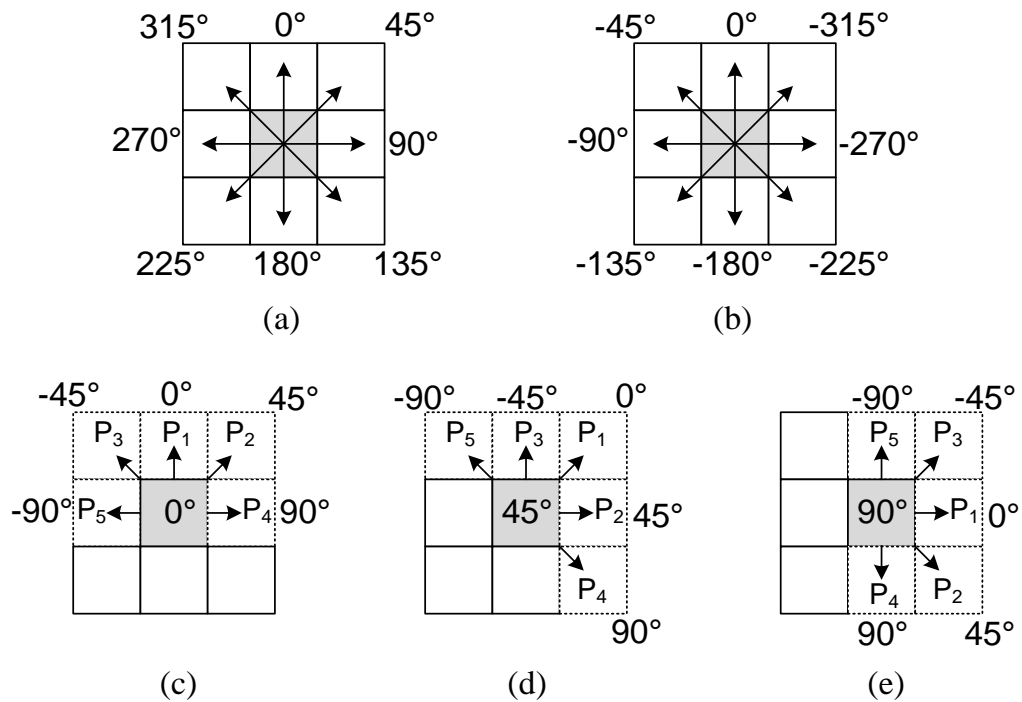 315° 0° 45°
-45° 0° -315°
270° 90°
-90° -270°
225° 180° 135°
-135° -180° -225°
(a) (b)
-45° 0° 45°
-90° -45° 0°
-90° -45°
P3 P1 P2
P5 P3 P1
P5 P3
-90° P5 0° P4 90°
45° P2 45°
90° P1 0°
P4
P4 P2
90°
90° 45°
(c) (d) (e)